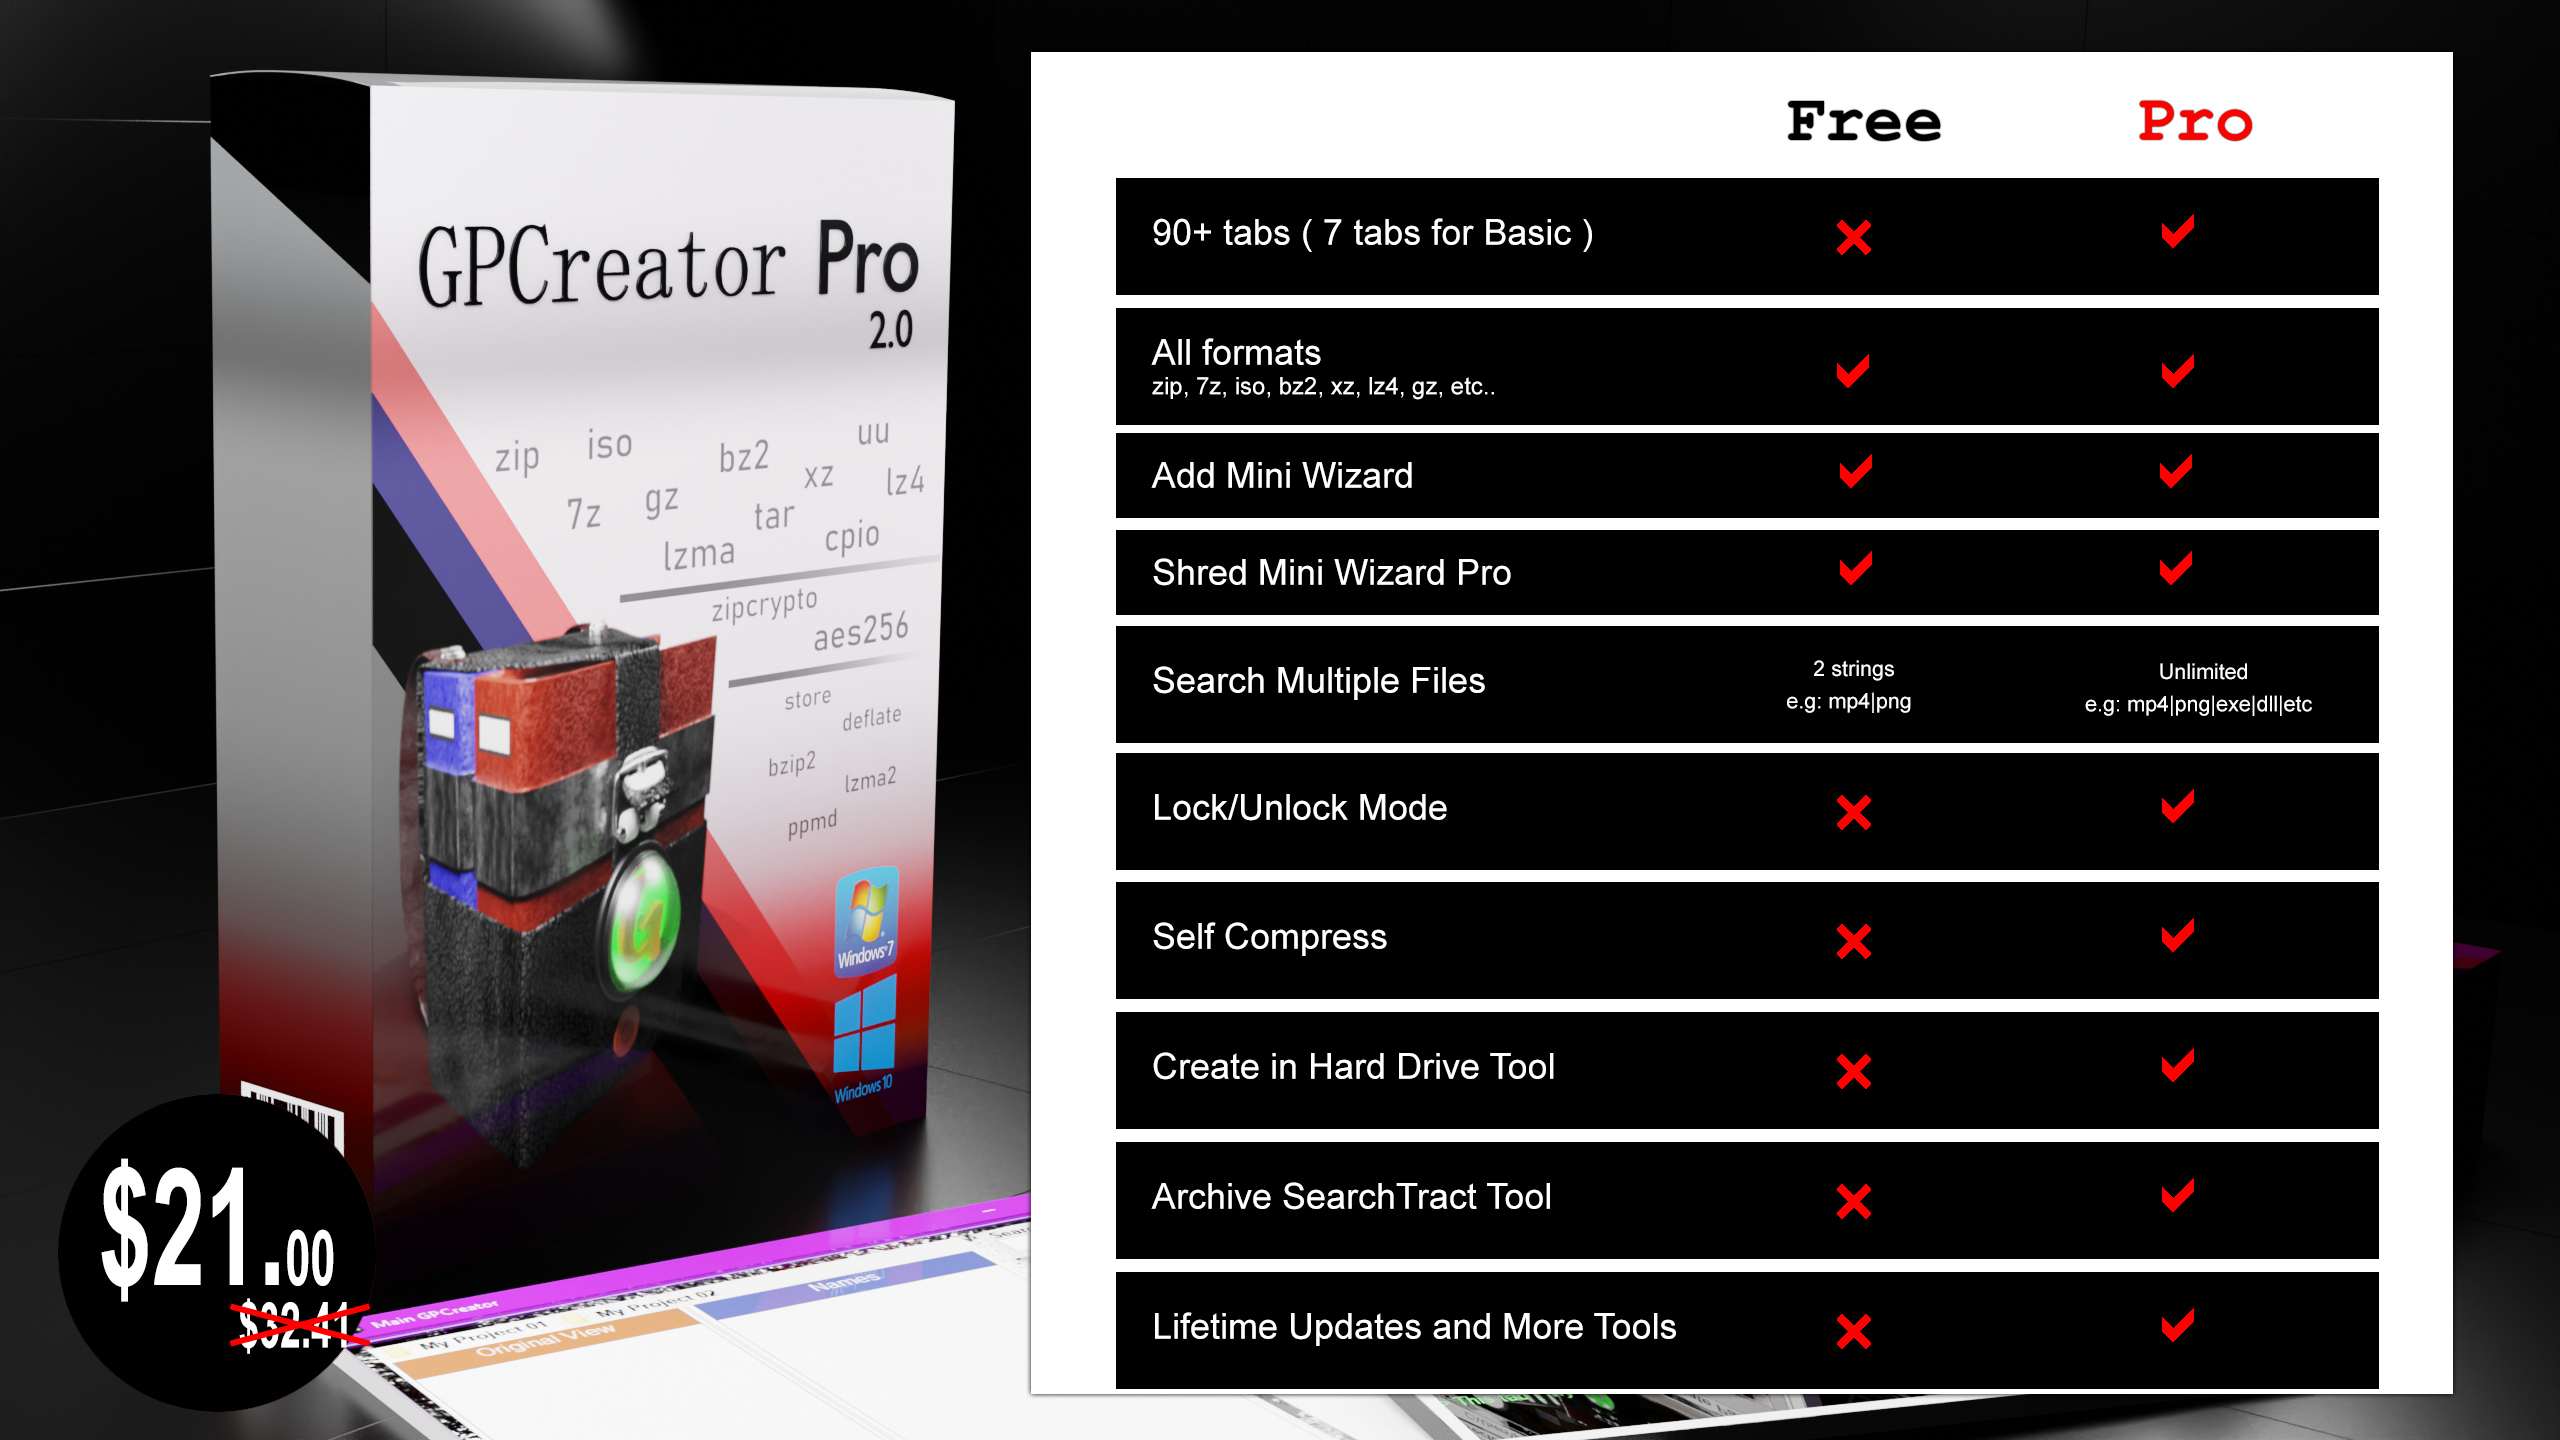 GPCreator Pro
2.0
zip
iso
bz2
uu
7z
gz
xz
lz4
tar
lzma
cpio
zipcrypto
aes256
store
deflate
bzip2
lzma2
ppmd
Windows 7
Windows 10
$21.00
$32.41
Main GPCreator
My Project 01
My Project 02
Original View
Names
Free Pro
90+ tabs ( 7 tabs for Basic )
All formats
zip, 7z, iso, bz2, xz, lz4, gz, etc..
Add Mini Wizard
Shred Mini Wizard Pro
Search Multiple Files
2 strings
e.g: mp4|png
Unlimited
e.g: mp4|png|exe|dll|etc
Lock/Unlock Mode
Self Compress
Create in Hard Drive Tool
Archive SearchTract Tool
Lifetime Updates and More Tools